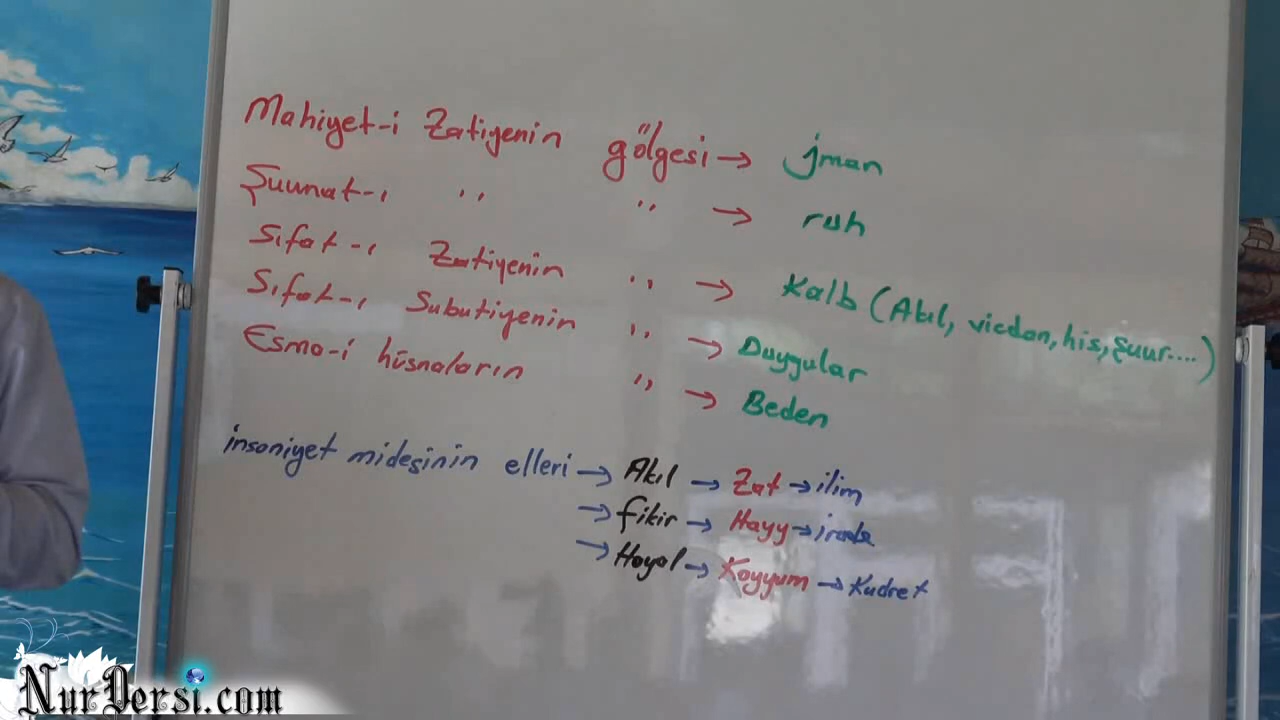 Mahiyet-i Zatiyenin gölgesi → iman
Şuunat-ı ,, ,, → ruh
Sıfat-ı Zatiyenin ,, → Kalb (Akıl, vicdan, his, şuur....)
Sıfat-ı Subutiyenin ,, → Duygular
Esma-i hüsnaların ,, → Beden
insaniyet midesinin elleri → Akıl → Zat → ilim
→ fikir → Hayy → irade
→ Hayal → Kayyum → Kudret
NurDersi.com